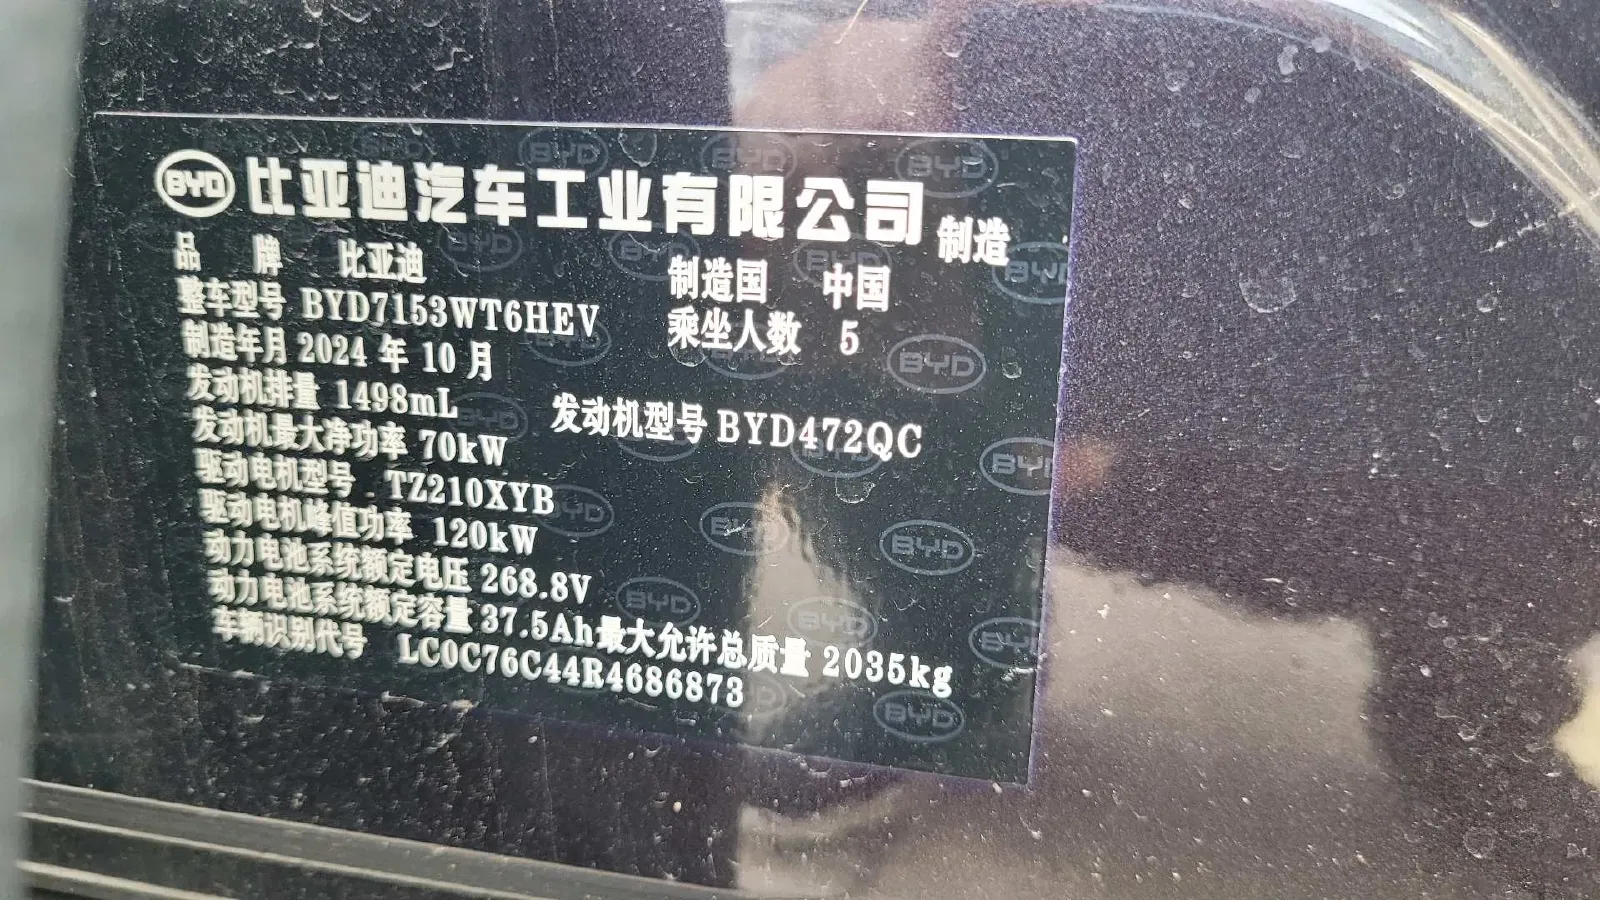 BYD 比亚迪汽车工业有限公司 制造
品 牌 比亚迪 制造国 中国
整车型号 BYD7153WT6HEV 乘坐人数 5
制造年月 2024 年 10 月
发动机排量 1498mL 发动机型号 BYD472QC
发动机最大净功率 70kW
驱动电机型号 TZ210XYB
驱动电机峰值功率 120kW
动力电池系统额定电压 268.8V
动力电池系统额定容量 37.5Ah 最大允许总质量 2035kg
车辆识别代号 LC0C76C44R4686873